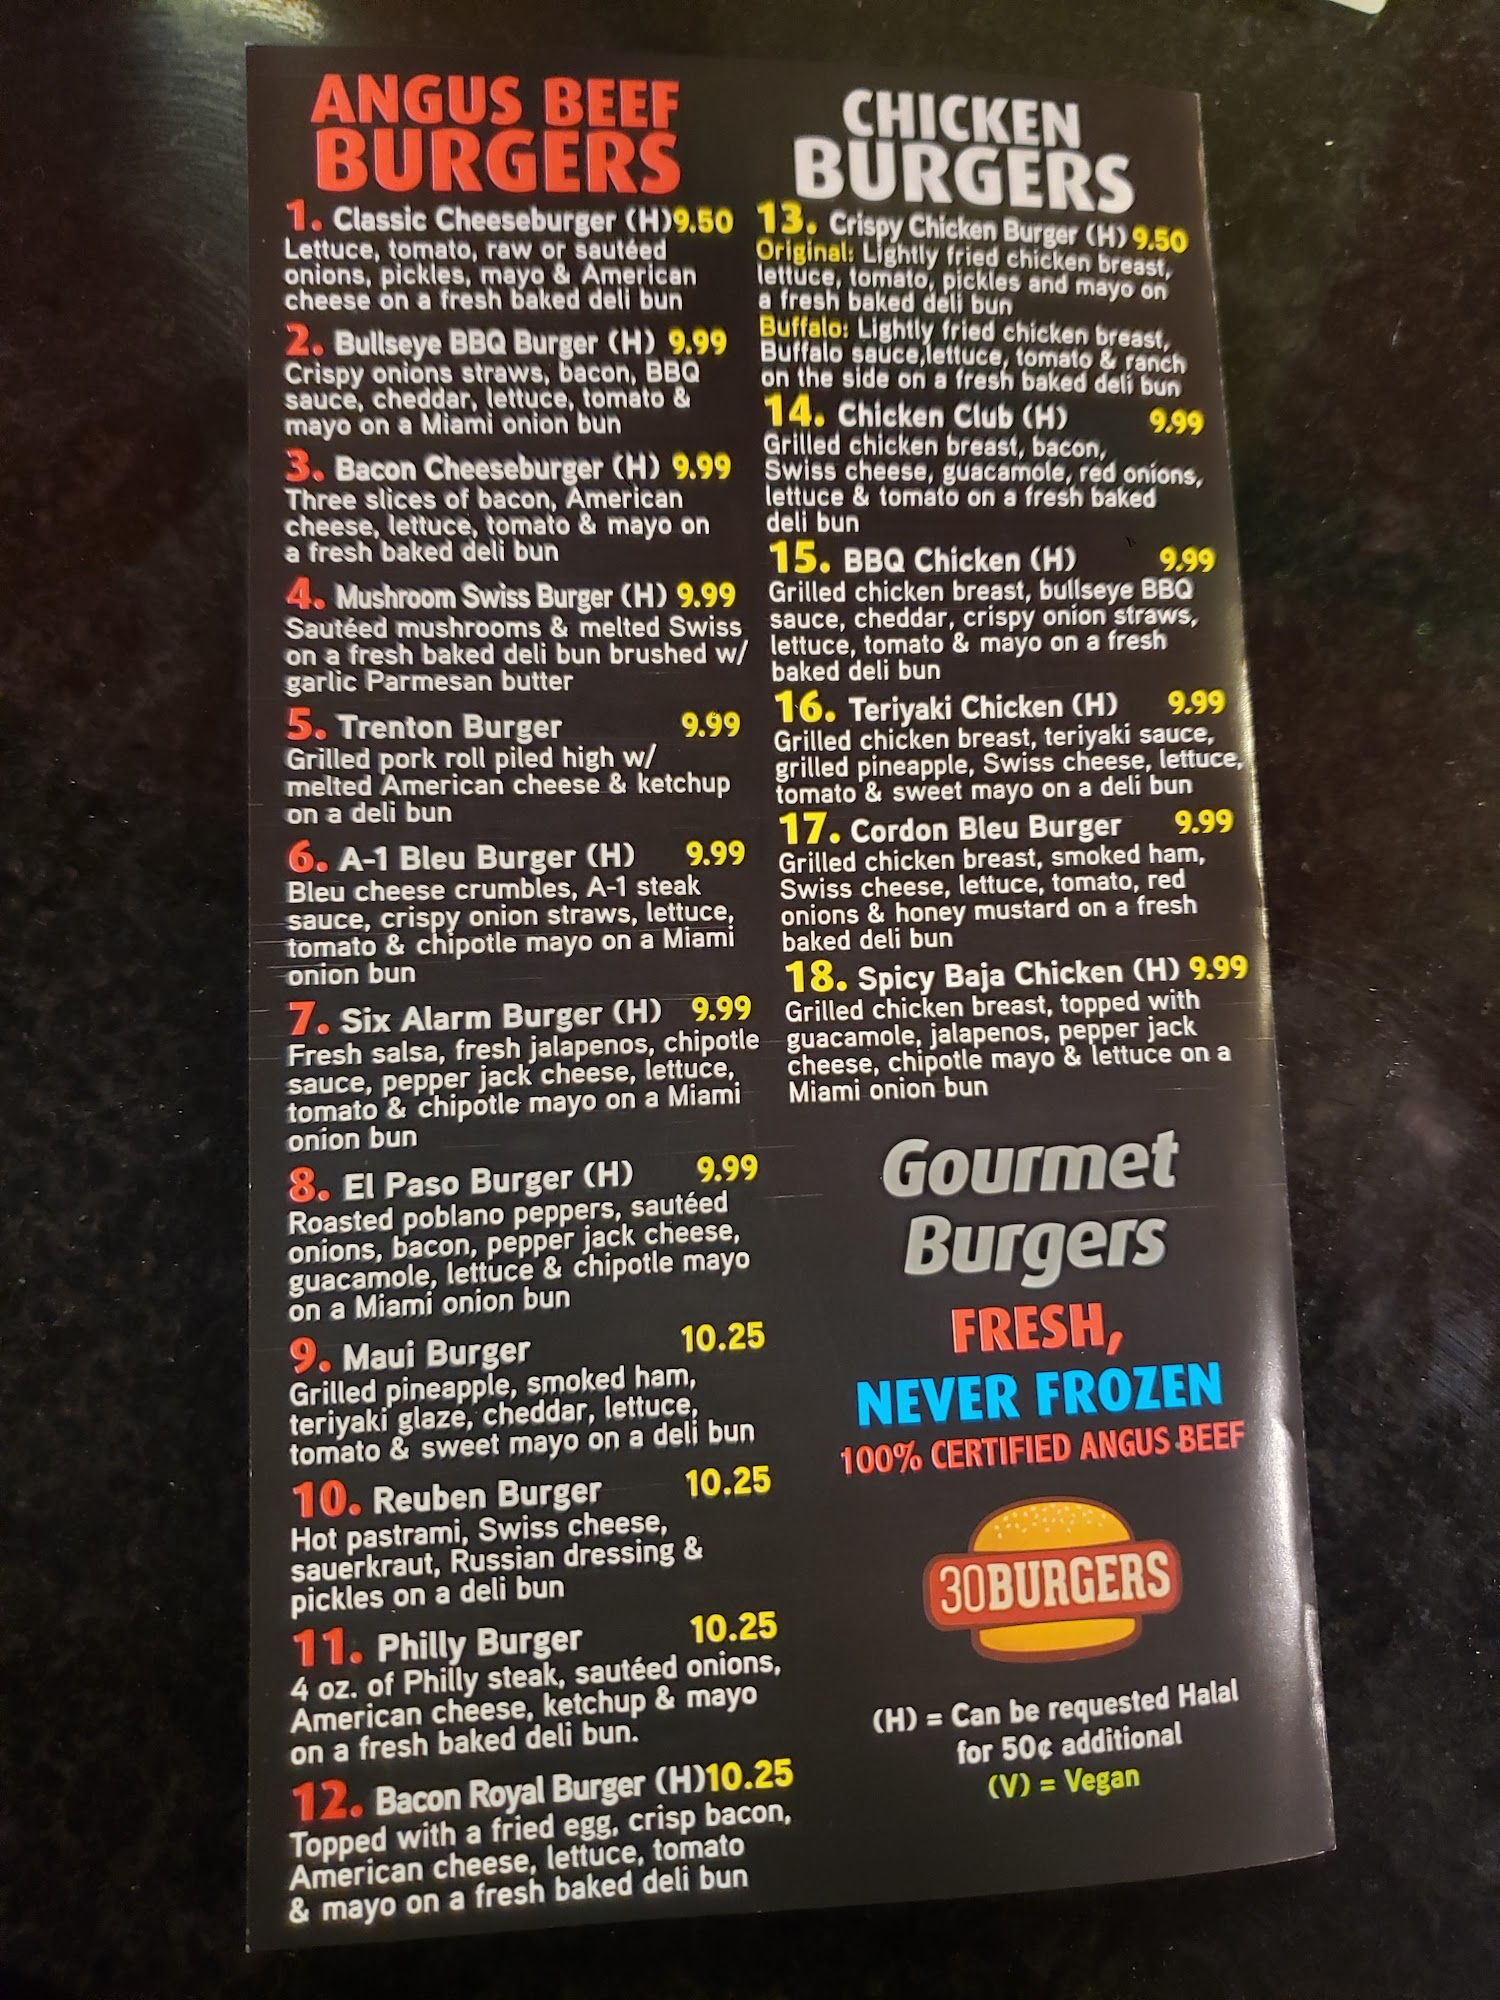 ANGUS BEEF
BURGERS
1. Classic Cheeseburger (H)9.50
Lettuce, tomato, raw or sautéed
onions, pickles, mayo & American
cheese on a fresh baked deli bun
2. Bullseye BBQ Burger (H) 9.99
Crispy onions straws, bacon, BBQ
sauce, cheddar, lettuce, tomato &
mayo on a Miami onion bun
3. Bacon Cheeseburger (H) 9.99
Three slices of bacon, American
cheese, lettuce, tomato & mayo on
a fresh baked deli bun
4. Mushroom Swiss Burger (H) 9.99
Sautéed mushrooms & melted Swiss
on a fresh baked deli bun brushed w/
garlic Parmesan butter
5. Trenton Burger 9.99
Grilled pork roll piled high w/
melted American cheese & ketchup
on a deli bun
6. A-1 Bleu Burger (H) 9.99
Bleu cheese crumbles, A-1 steak
sauce, crispy onion straws, lettuce,
tomato & chipotle mayo on a Miami
onion bun
7. Six Alarm Burger (H) 9.99
Fresh salsa, fresh jalapenos, chipotle
sauce, pepper jack cheese, lettuce,
tomato & chipotle mayo on a Miami
onion bun
8. El Paso Burger (H) 9.99
Roasted poblano peppers, sautéed
onions, bacon, pepper jack cheese,
guacamole, lettuce & chipotle mayo
on a Miami onion bun
9. Maui Burger 10.25
Grilled pineapple, smoked ham,
teriyaki glaze, cheddar, lettuce,
tomato & sweet mayo on a deli bun
10. Reuben Burger 10.25
Hot pastrami, Swiss cheese,
sauerkraut, Russian dressing &
pickles on a deli bun
11. Philly Burger 10.25
4 oz. of Philly steak, sautéed onions,
American cheese, ketchup & mayo
on a fresh baked deli bun.
12. Bacon Royal Burger (H)10.25
Topped with a fried egg, crisp bacon,
American cheese, lettuce, tomato
& mayo on a fresh baked deli bun
CHICKEN
BURGERS
13. Crispy Chicken Burger (H) 9.50
Original: Lightly fried chicken breast,
lettuce, tomato, pickles and mayo on
a fresh baked deli bun
Buffalo: Lightly fried chicken breast,
Buffalo sauce,lettuce, tomato & ranch
on the side on a fresh baked deli bun
14. Chicken Club (H) 9.99
Grilled chicken breast, bacon,
Swiss cheese, guacamole, red onions,
lettuce & tomato on a fresh baked
deli bun
15. BBQ Chicken (H) 9.99
Grilled chicken breast, bullseye BBQ
sauce, cheddar, crispy onion straws,
lettuce, tomato & mayo on a fresh
baked deli bun
16. Teriyaki Chicken (H) 9.99
Grilled chicken breast, teriyaki sauce,
grilled pineapple, Swiss cheese, lettuce,
tomato & sweet mayo on a deli bun
17. Cordon Bleu Burger 9.99
Grilled chicken breast, smoked ham,
Swiss cheese, lettuce, tomato, red
onions & honey mustard on a fresh
baked deli bun
18. Spicy Baja Chicken (H) 9.99
Grilled chicken breast, topped with
guacamole, jalapenos, pepper jack
cheese, chipotle mayo & lettuce on a
Miami onion bun
Gourmet
Burgers
FRESH,
NEVER FROZEN
100% CERTIFIED ANGUS BEEF
30BURGERS
(H) = Can be requested Halal
for 50¢ additional
(V) = Vegan